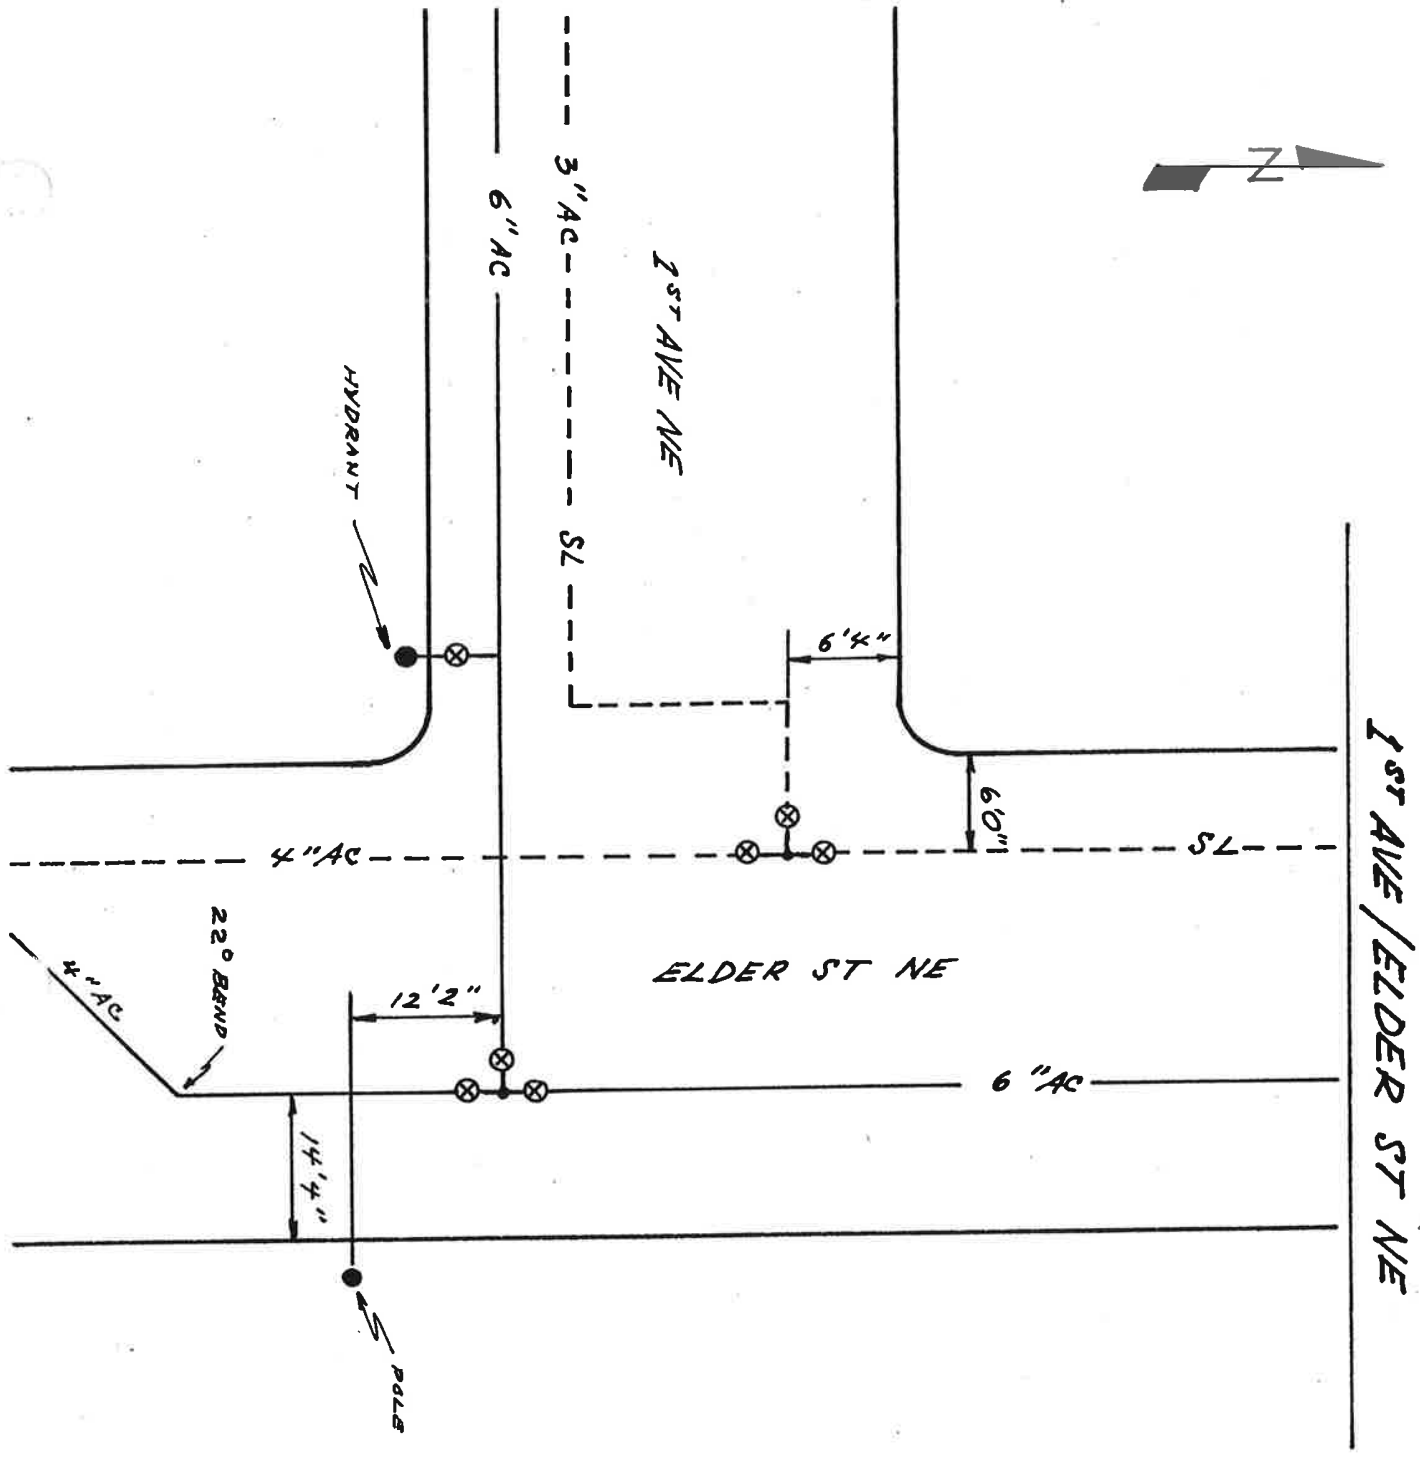 1ST AVE / ELDER ST NE
N
3" AC
SL
6" AC
1ST AVE NE
HYDRANT
6'4"
6'0"
4" AC
SL
ELDER ST NE
22° BEND
4" AC
12'2"
6" AC
14'4"
POLE